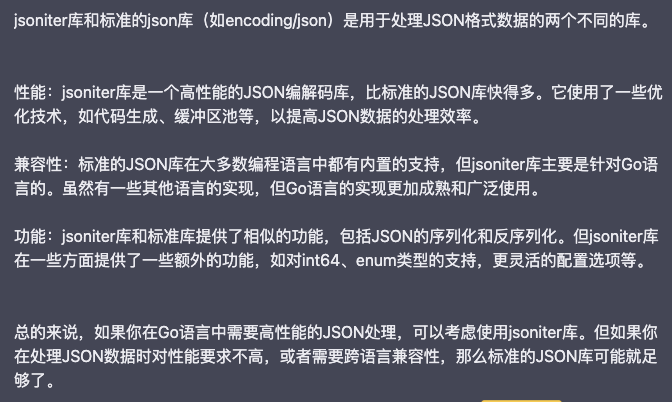 jsoniter库和标准的json库（如encoding/json）是用于处理JSON格式数据的两个不同的库。
性能：jsoniter库是一个高性能的JSON编解码库，比标准的JSON库快得多。它使用了一些优
化技术，如代码生成、缓冲区池等，以提高JSON数据的处理效率。
兼容性：标准的JSON库在大多数编程语言中都有内置的支持，但jsoniter库主要是针对Go语
言的。虽然有一些其他语言的实现，但Go语言的实现更加成熟和广泛使用。
功能：jsoniter库和标准库提供了相似的功能，包括JSON的序列化和反序列化。但jsoniter库
在一些方面提供了一些额外的功能，如对int64、enum类型的支持，更灵活的配置选项等。
总的来说，如果你在Go语言中需要高性能的JSON处理，可以考虑使用jsoniter库。但如果你
在处理JSON数据时对性能要求不高，或者需要跨语言兼容性，那么标准的JSON库可能就足
够了。